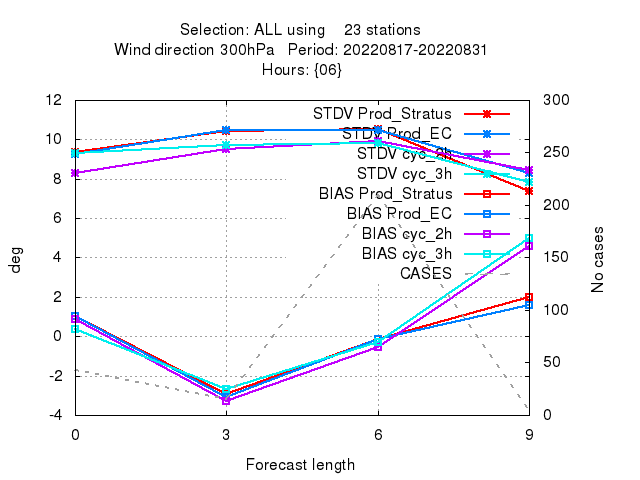 Selection: ALL using 23 stations
Wind direction 300hPa Period: 20220817-20220831
Hours: {06}
12 300
STDV Prod_Stratus
10 250
STDV Prod_EC
STDV cyc_2h
8
STDV cyc_3h
BIAS Prod_Stratus
6 200
BIAS Prod_EC
BIAS cyc_2h
4 150
BIAS cyc_3h
deg
No cases
CASES
2 100
0
50
-2
-4 0
0 3 6 9
Forecast length